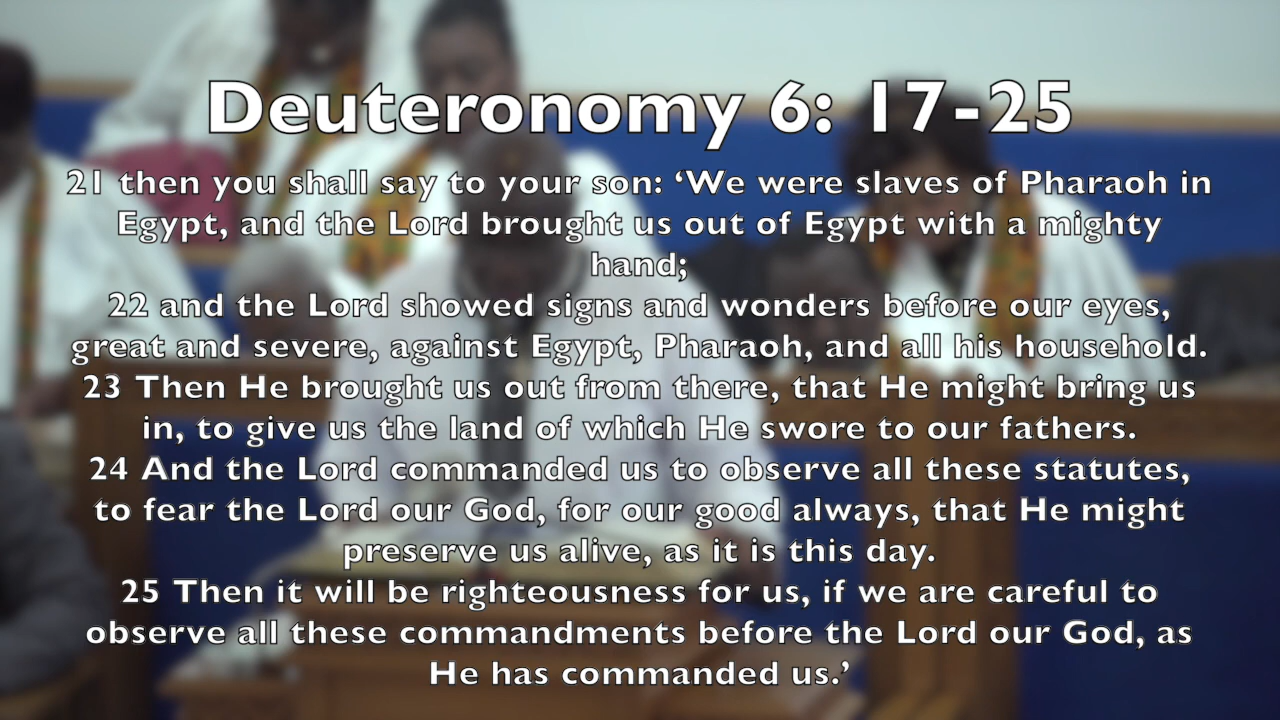 Deuteronomy 6: 17-25
21 then you shall say to your son: ‘We were slaves of Pharaoh in
Egypt, and the Lord brought us out of Egypt with a mighty
hand;
22 and the Lord showed signs and wonders before our eyes,
great and severe, against Egypt, Pharaoh, and all his household.
23 Then He brought us out from there, that He might bring us
in, to give us the land of which He swore to our fathers.
24 And the Lord commanded us to observe all these statutes,
to fear the Lord our God, for our good always, that He might
preserve us alive, as it is this day.
25 Then it will be righteousness for us, if we are careful to
observe all these commandments before the Lord our God, as
He has commanded us.’